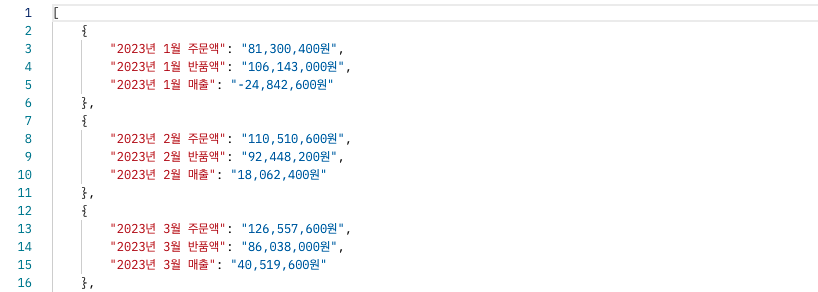 1 [
2 {
3 "2023년 1월 주문액": "81,300,400원",
4 "2023년 1월 반품액": "106,143,000원",
5 "2023년 1월 매출": "-24,842,600원"
6 },
7 {
8 "2023년 2월 주문액": "110,510,600원",
9 "2023년 2월 반품액": "92,448,200원",
10 "2023년 2월 매출": "18,062,400원"
11 },
12 {
13 "2023년 3월 주문액": "126,557,600원",
14 "2023년 3월 반품액": "86,038,000원",
15 "2023년 3월 매출": "40,519,600원"
16 },